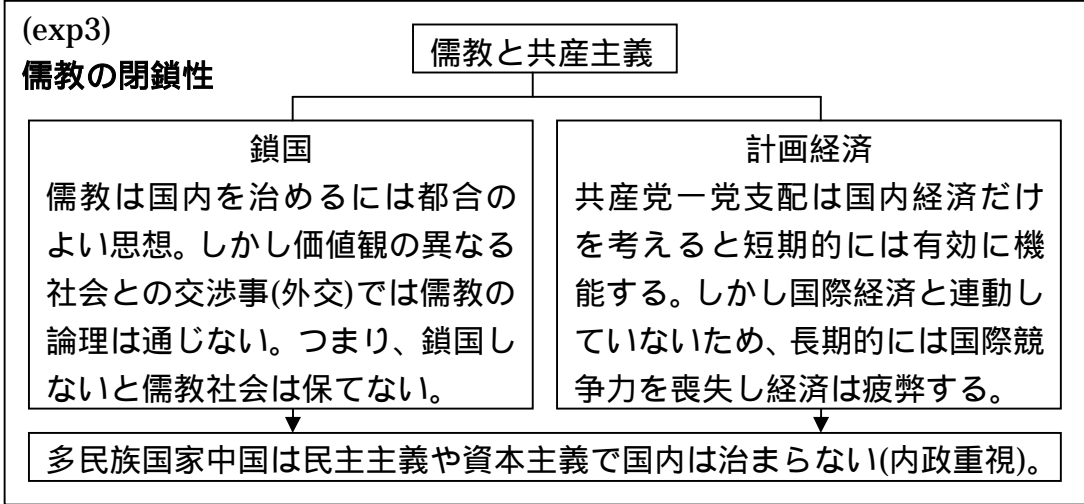 (exp3)
儒教の閉鎖性
儒教と共産主義
鎖国
儒教は国内を治めるには都合の
よい思想。しかし価値観の異なる
社会との交渉事(外交)では儒教の
論理は通じない。つまり、鎖国し
ないと儒教社会は保てない。
計画経済
共産党一党支配は国内経済だけ
を考えると短期的には有効に機
能する。しかし国際経済と連動し
ていないため、長期的には国際競
争力を喪失し経済は疲弊する。
多民族国家中国は民主主義や資本主義で国内は治まらない(内政重視)。